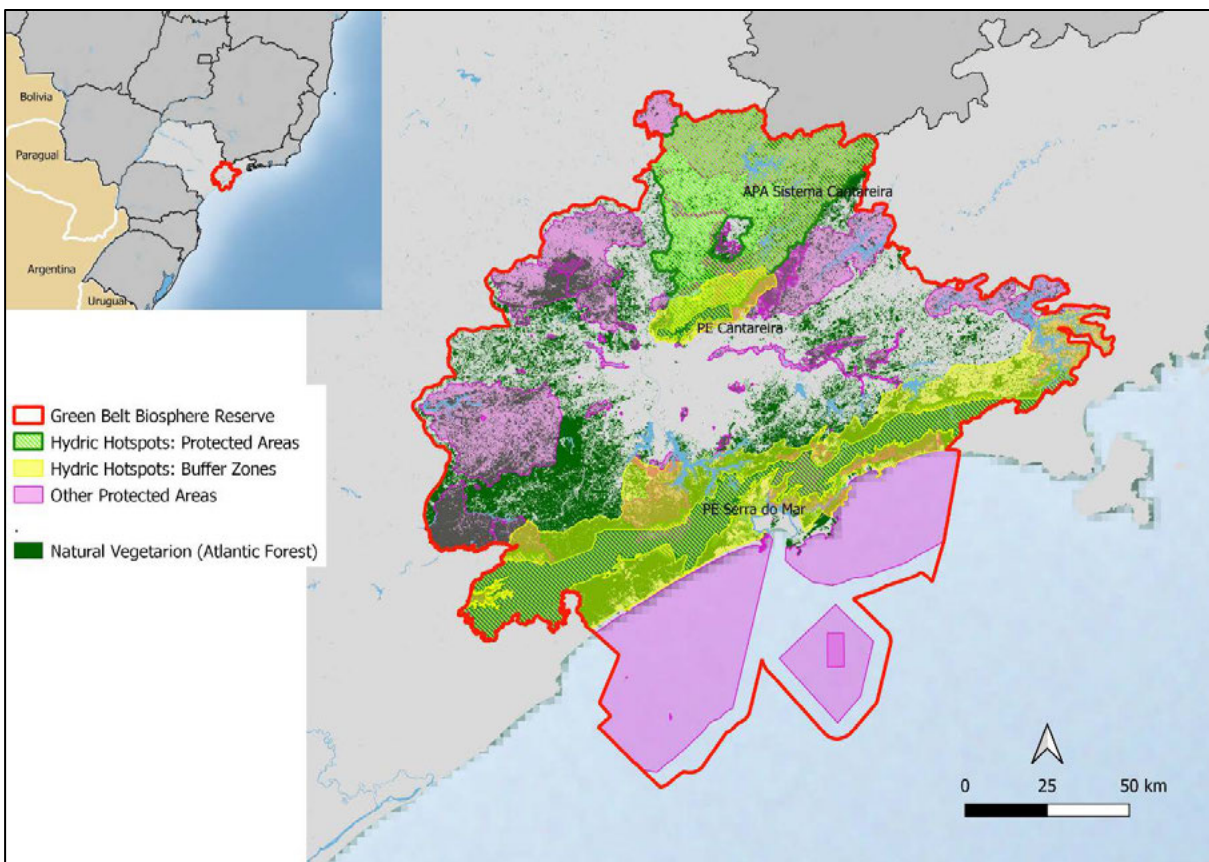 Bolivia
Paragual
Argentina
Urugual
APA Sistema Cantareira
PE Cantareira
PE Serra do Mar
Green Belt Biosphere Reserve
Hydric Hotspots: Protected Areas
Hydric Hotspots: Buffer Zones
Other Protected Areas
Natural Vegetarion (Atlantic Forest)
0 25 50 km